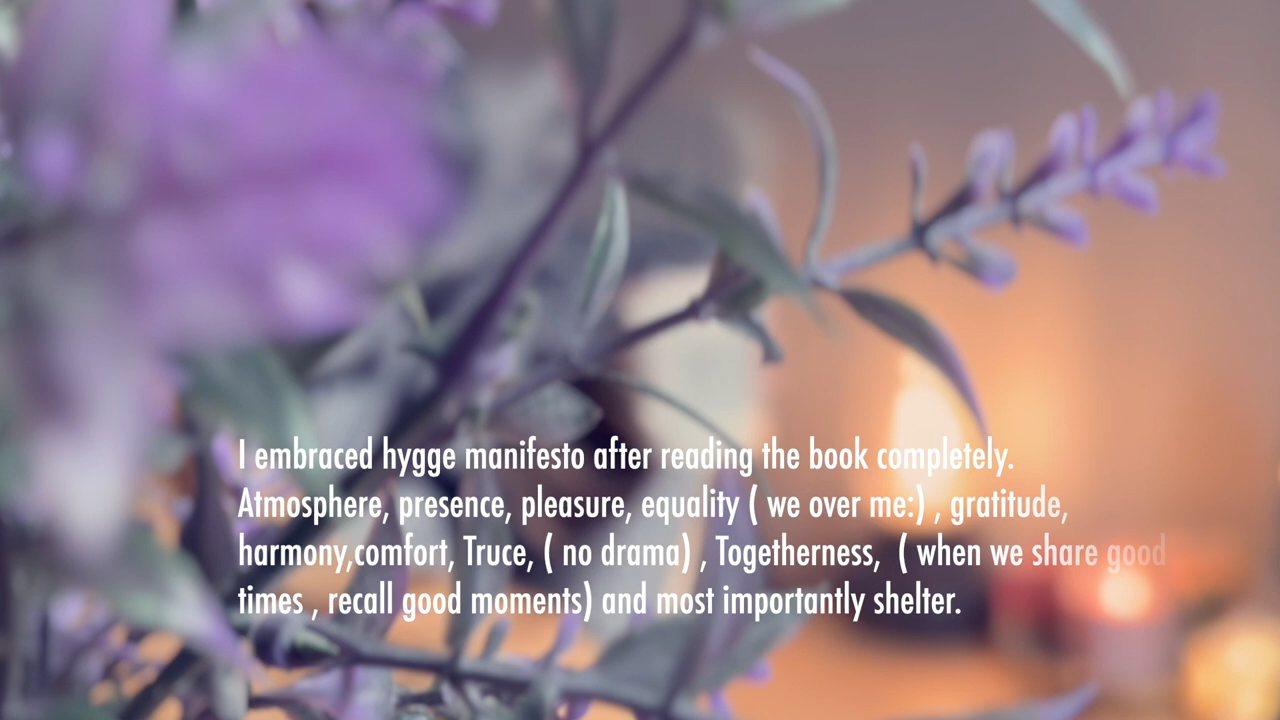 I embraced hygge manifesto after reading the book completely.
Atmosphere, presence, pleasure, equality ( we over me:) , gratitude,
harmony,comfort, Truce, ( no drama) , Togetherness,  ( when we share good
times , recall good moments) and most importantly shelter.